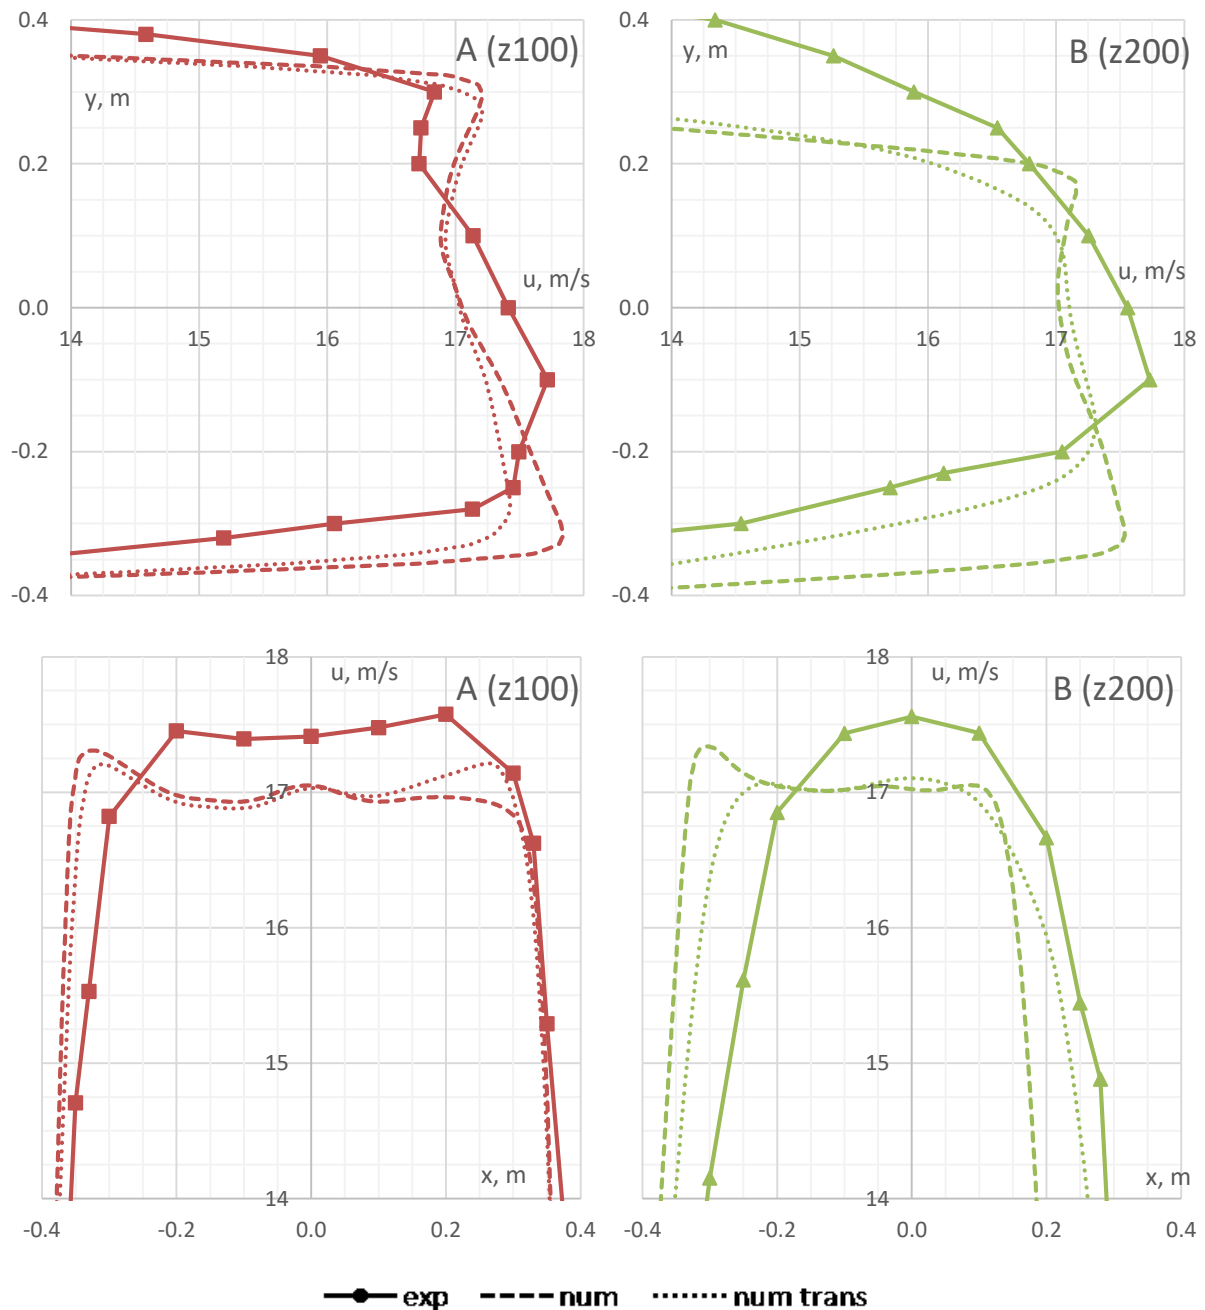 0.4
A (z100)
y, m
0.2
u, m/s
0.0
14 15 16 17 18
-0.2
-0.4
0.4
y, m
B (z200)
0.2
u, m/s
0.0
14 15 16 17 18
-0.2
-0.4
18
u, m/s
A (z100)
17
16
15
x, m
14
-0.4 -0.2 0.0 0.2 0.4
18
u, m/s
B (z200)
17
16
15
x, m
14
-0.4 -0.2 0.0 0.2 0.4
exp num num trans